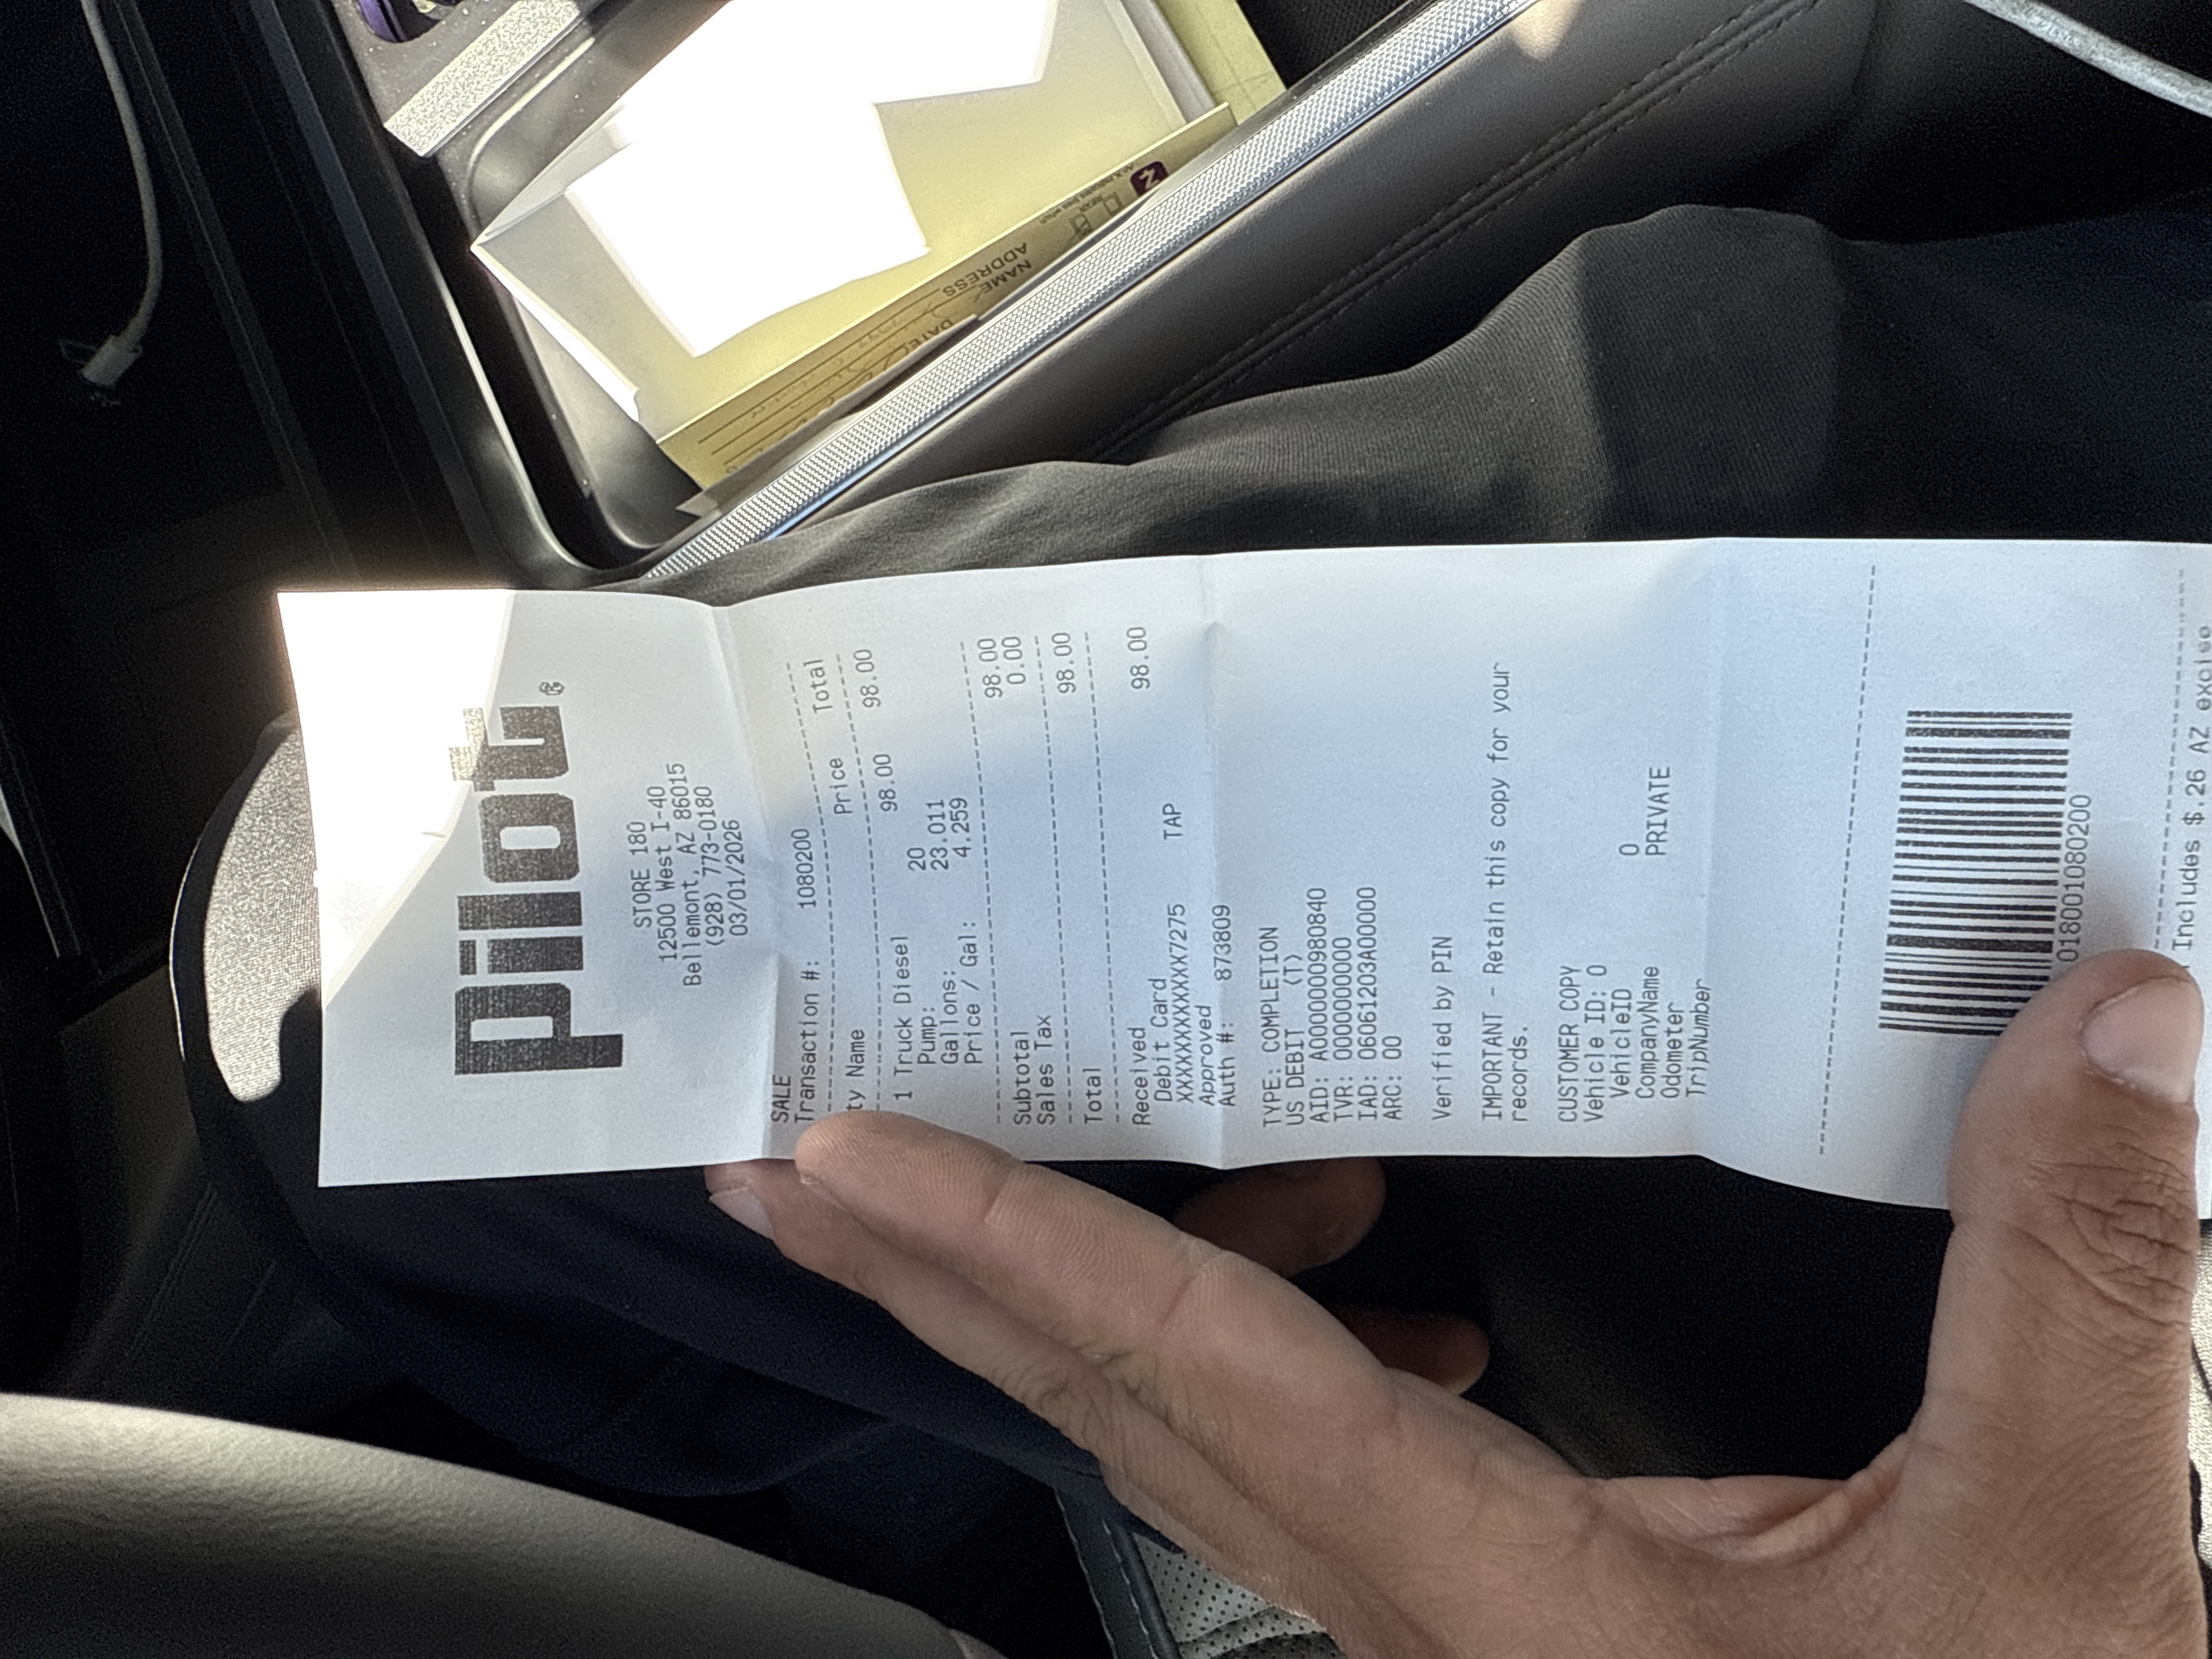 pilot®
STORE 180
12500 West I-40
Bellemont, AZ 86015
(928) 773-0180
03/01/2026
SALE
Transaction #: 1080200
ty Name Price Total
1 Truck Diesel 98.00 98.00
Pump: 20
Gallons: 23.011
Price / Gal: 4.259
Subtotal 98.00
Sales Tax 0.00
Total 98.00
Received
Debit Card 98.00
XXXXXXXXXXXX7275 TAP
Approved
Auth #: 873809
TYPE: COMPLETION
US DEBIT (T)
AID: A0000000980840
TVR: 0000000000
IAD: 06061203A00000
ARC: 00
Verified by PIN
IMPORTANT - Retain this copy for your
records.
CUSTOMER COPY
Vehicle ID: 0
VehicleID
CompanyName 0
Odometer PRIVATE
TripNumber
018001080200
Includes $.26 AZ
NAME
ADDRESS
DATE
REAR
Z